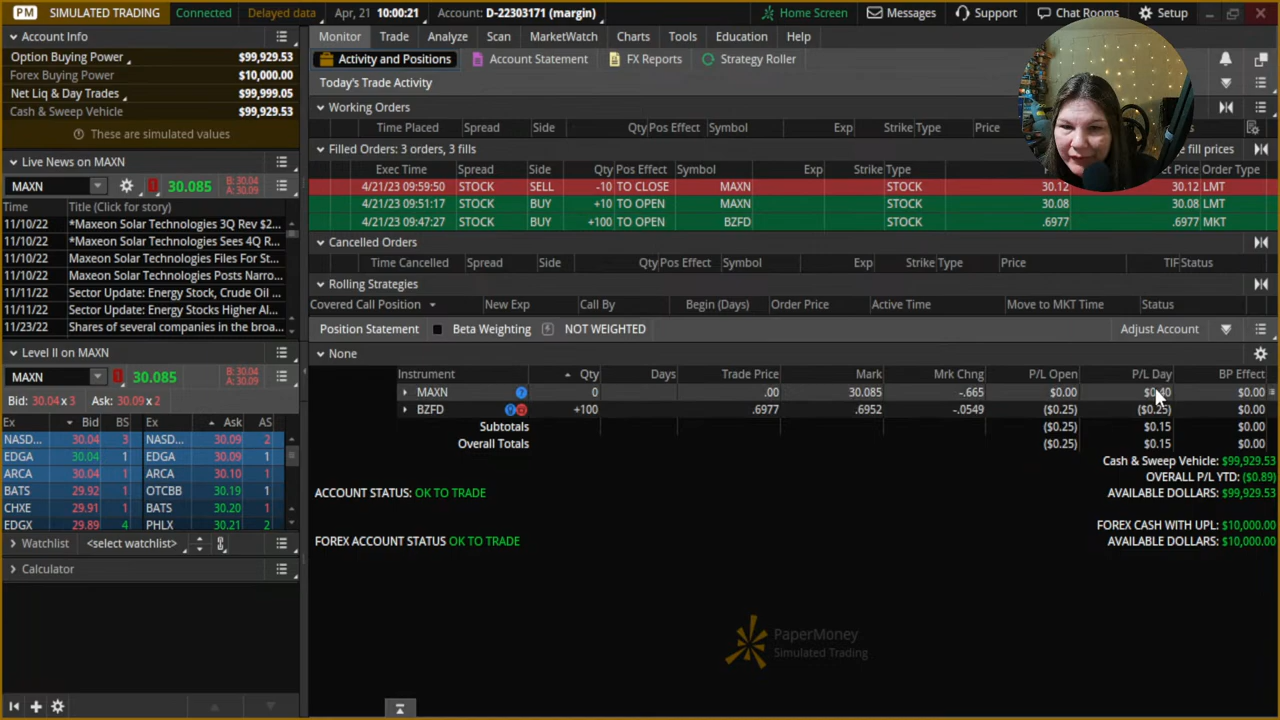 PM SIMULATED TRADING Connected Delayed data Apr, 21 10:00:21 Account: D-22303171 (margin) Home Screen Messages Support Chat Rooms Setup
Account Info
Option Buying Power $99,929.53
Forex Buying Power $10,000.00
Net Liq & Day Trades $99,999.05
Cash & Sweep Vehicle $99,929.53
These are simulated values
Live News on MAXN
MAXN 30.085 B: 30.04 A: 30.09
Time Title (Click for story)
11/10/22 *Maxeon Solar Technologies 3Q Rev $2...
11/10/22 *Maxeon Solar Technologies Sees 4Q R...
11/10/22 Maxeon Solar Technologies Files For St...
11/10/22 Maxeon Solar Technologies Posts Narro...
11/11/22 Sector Update: Energy Stock, Crude Oil ...
11/11/22 Sector Update: Energy Stocks Higher Al...
11/23/22 Shares of several companies in the broa...
Level II on MAXN
MAXN 30.085 B: 30.04 A: 30.09
Bid: 30.04 x 3 Ask: 30.09 x 2
Ex Bid BS Ex Ask AS
NASD... 30.04 3 NASD... 30.09 2
EDGA 30.04 1 EDGA 30.09 1
ARCA 30.04 1 ARCA 30.10 1
BATS 29.92 1 OTCBB 30.19 1
CHXE 29.91 1 BATS 30.20 1
EDGX 29.89 4 PHLX 30.21 2
Watchlist <select watchlist>
Calculator
Monitor Trade Analyze Scan MarketWatch Charts Tools Education Help
Activity and Positions Account Statement FX Reports Strategy Roller
Today's Trade Activity
Working Orders
Time Placed Spread Side Qty Pos Effect Symbol Exp Strike Type Price
Filled Orders: 3 orders, 3 fills fill prices
Exec Time Spread Side Qty Pos Effect Symbol Exp Strike Type Price Order Type
4/21/23 09:59:50 STOCK SELL -10 TO CLOSE MAXN STOCK 30.12 30.12 LMT
4/21/23 09:51:17 STOCK BUY +10 TO OPEN MAXN STOCK 30.08 30.08 LMT
4/21/23 09:47:27 STOCK BUY +100 TO OPEN BZFD STOCK .6977 .6977 MKT
Cancelled Orders
Time Cancelled Spread Side Qty Pos Effect Symbol Exp Strike Type Price TIF Status
Rolling Strategies
Covered Call Position New Exp Call By Begin (Days) Order Price Active Time Move to MKT Time Status
Position Statement Beta Weighting NOT WEIGHTED Adjust Account
None
Instrument Qty Days Trade Price Mark Mrk Chng P/L Open P/L Day BP Effect
MAXN 0 .00 30.085 -.665 $0.00 $0.40 $0.00
BZFD +100 .6977 .6952 -.0549 ($0.25) ($0.25) $0.00
Subtotals ($0.25) $0.15 $0.00
Overall Totals ($0.25) $0.15 $0.00
Cash & Sweep Vehicle: $99,929.53
OVERALL P/L YTD: ($0.89)
ACCOUNT STATUS: OK TO TRADE AVAILABLE DOLLARS: $99,929.53
FOREX CASH WITH UPL: $10,000.00
FOREX ACCOUNT STATUS OK TO TRADE AVAILABLE DOLLARS: $10,000.00
PaperMoney
Simulated Trading